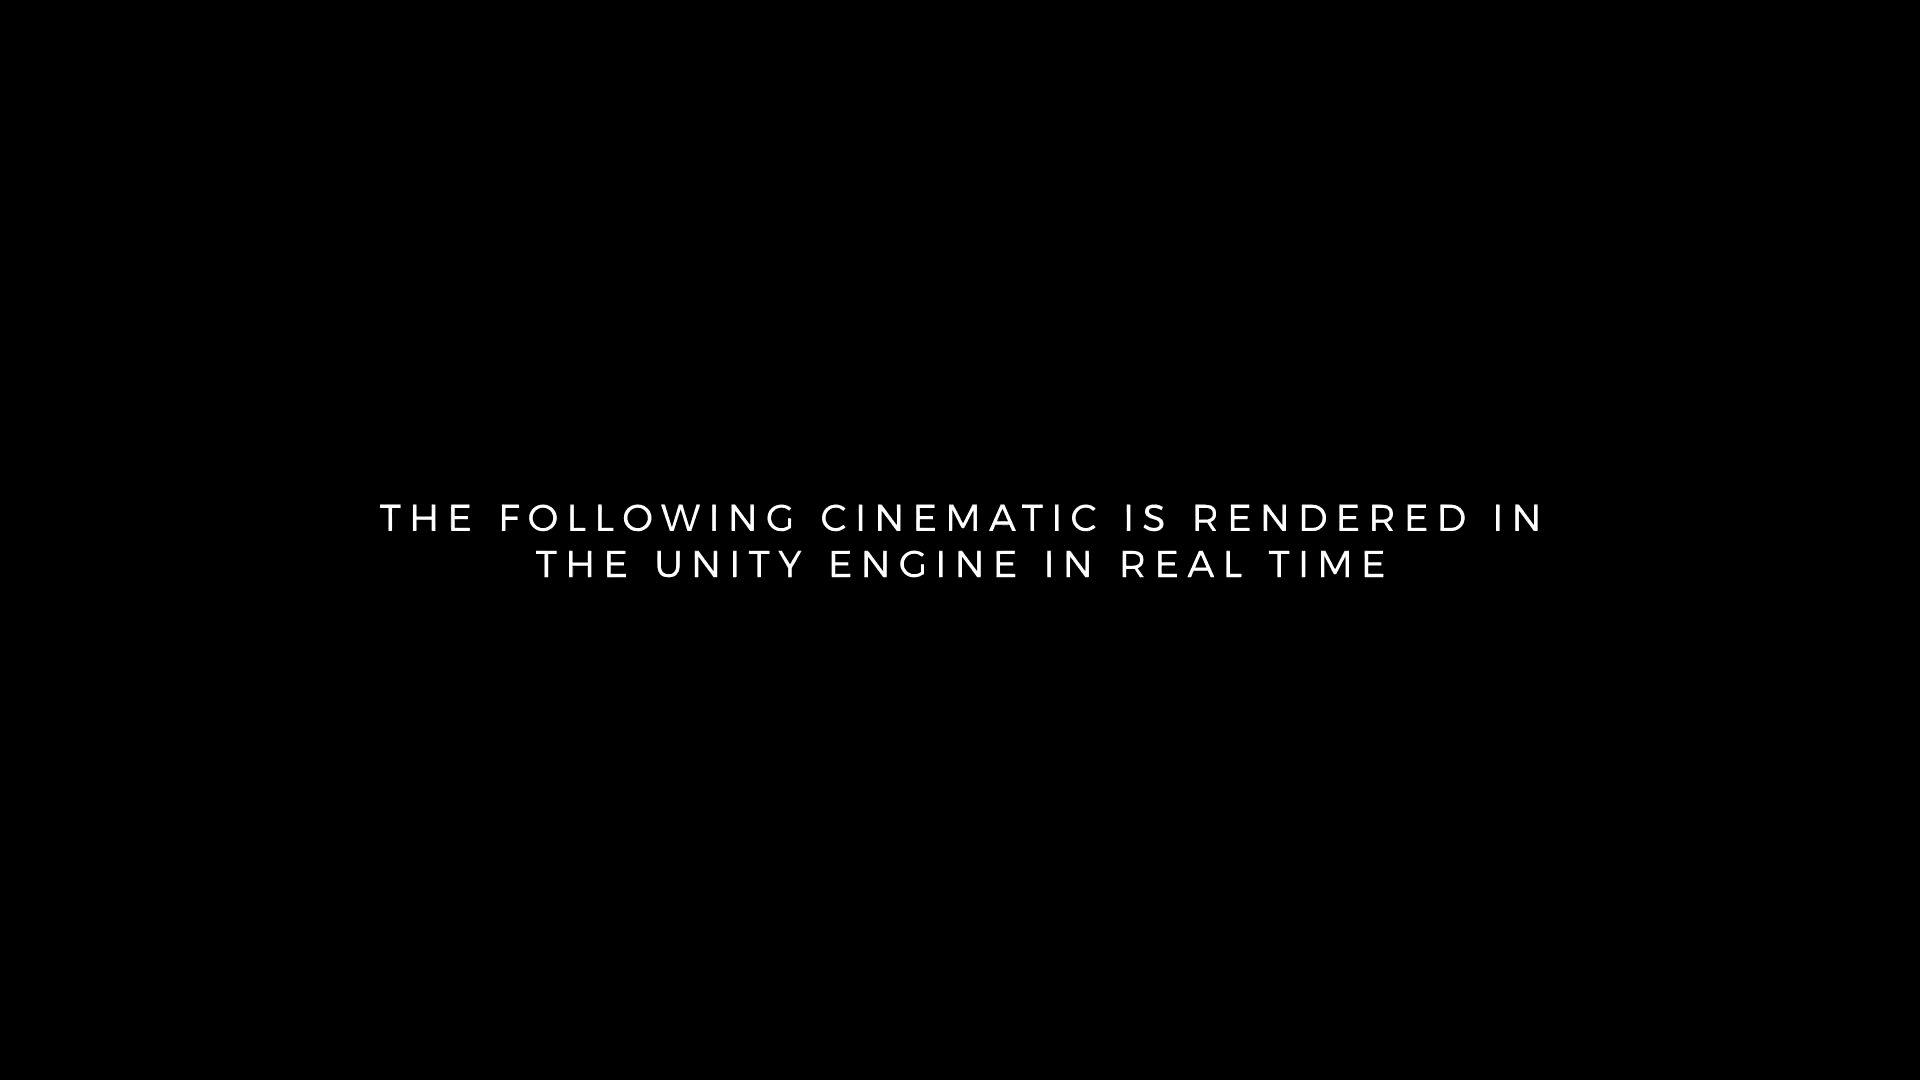 THE FOLLOWING CINEMATIC IS RENDERED IN
THE UNITY ENGINE IN REAL TIME